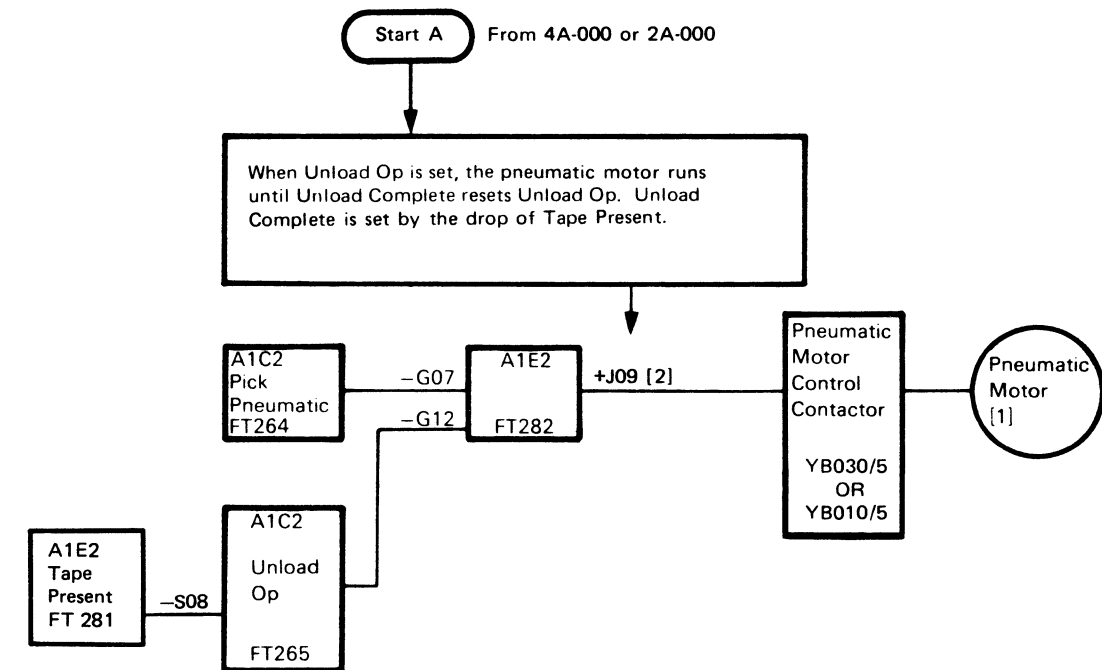 Start A
From 4A-000 or 2A-000
When Unload Op is set, the pneumatic motor runs
until Unload Complete resets Unload Op. Unload
Complete is set by the drop of Tape Present.
A1C2
Pick
Pneumatic
FT264
−G07
−G12
A1E2
FT282
+J09 [2]
Pneumatic
Motor
Control
Contactor
YB030/5
OR
YB010/5
Pneumatic
Motor
[1]
A1E2
Tape
Present
FT 281
−S08
A1C2
Unload
Op
FT265